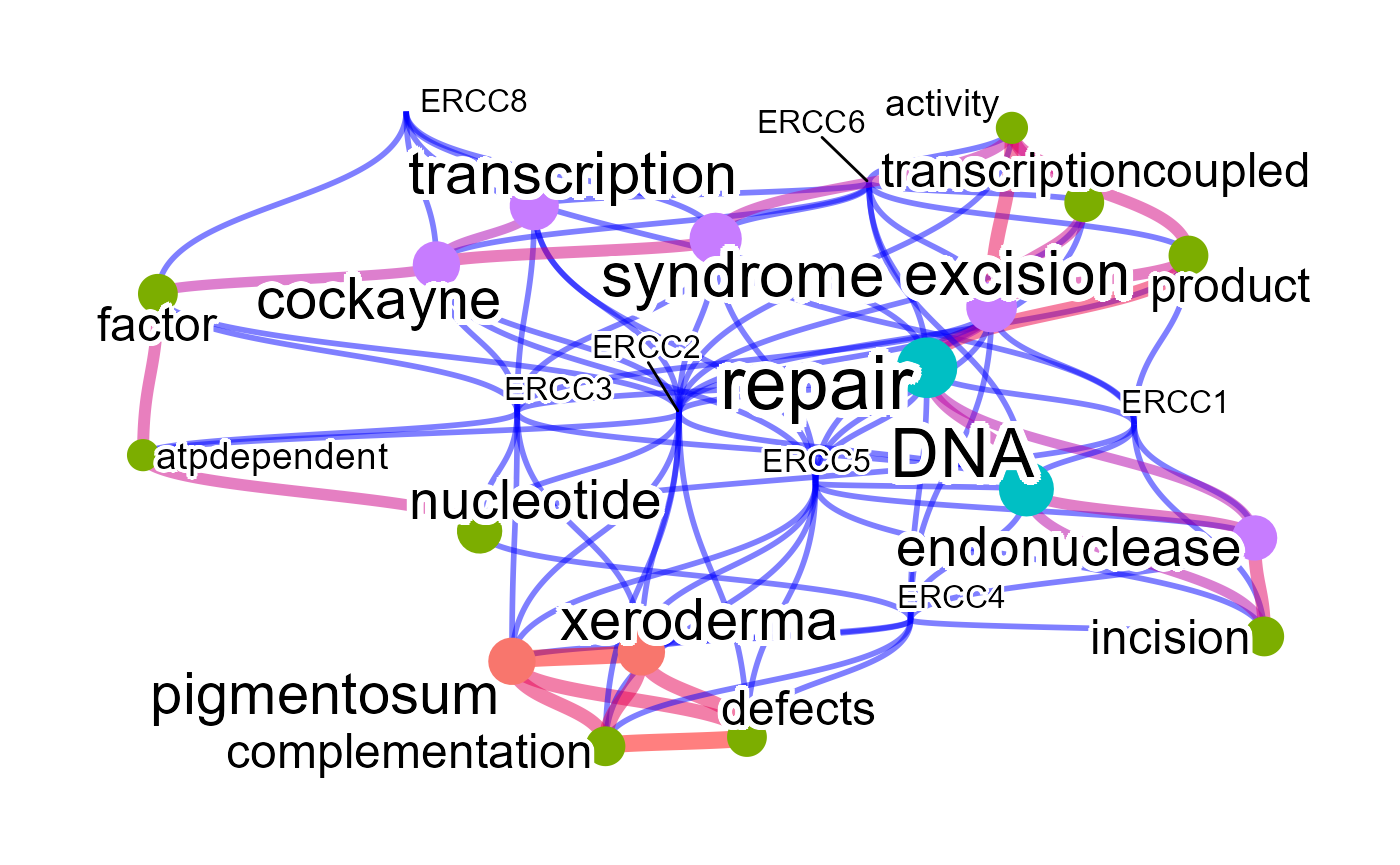 ERCC8
activity
ERCC6
transcription
transcriptioncoupled
syndrome
excision
cockayne
product
factor
ERCC2
repair
ERCC3
ERCC1
DNA
atpdependent
ERCC5
nucleotide
endonuclease
ERCC4
xeroderma
incision
pigmentosum
defects
complementation